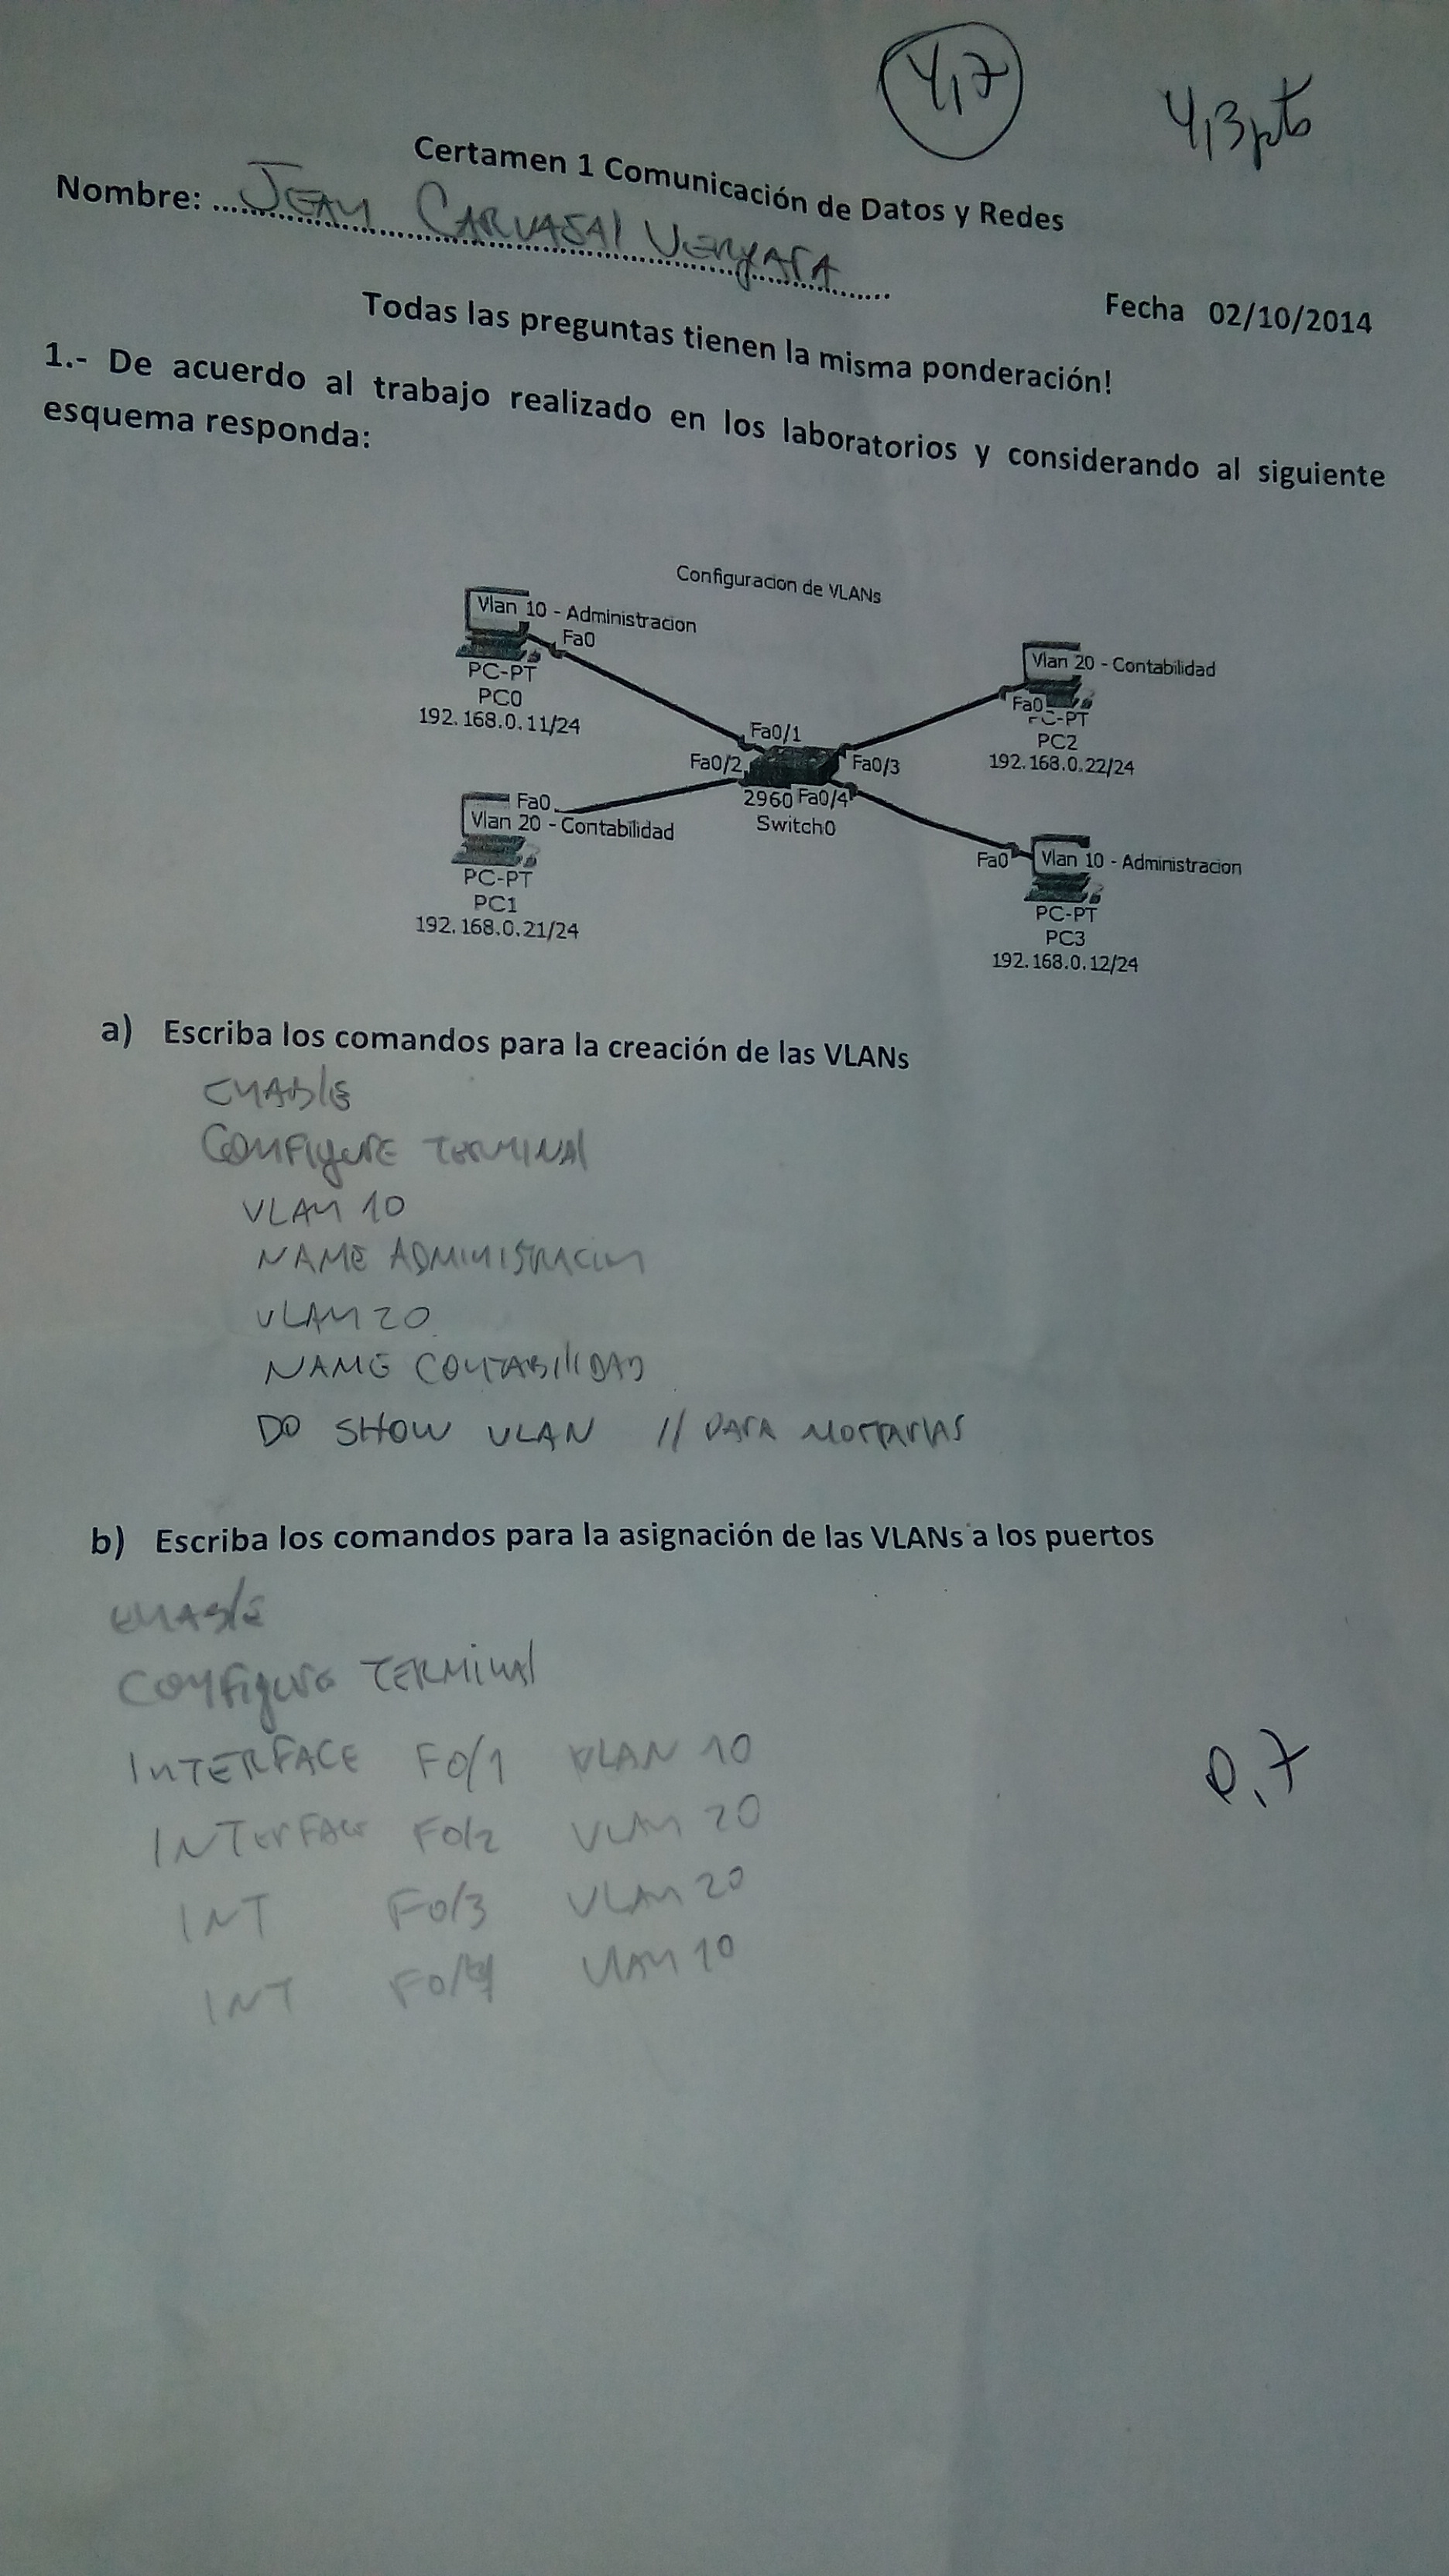 4,7
4,3 pts
Certamen 1 Comunicación de Datos y Redes
Nombre: JEAN CARVAJAL VERGARA
Fecha 02/10/2014
Todas las preguntas tienen la misma ponderación!
1.- De acuerdo al trabajo realizado en los laboratorios y considerando al siguiente
esquema responda:
Configuracion de VLANs
Vlan 10 - Administracion
Fa0
PC-PT
PC0
192.168.0.11/24
Vlan 20 - Contabilidad
Fa0
PC-PT
PC2
192.168.0.22/24
Fa0/1
Fa0/2
Fa0/3
2960 Fa0/4
Switch0
Fa0
Vlan 20 - Contabilidad
PC-PT
PC1
192.168.0.21/24
Fa0
Vlan 10 - Administracion
PC-PT
PC3
192.168.0.12/24
a) Escriba los comandos para la creación de las VLANs
ENABLE
CONFIGURE TERMINAL
VLAN 10
NAME ADMINISTRACION
VLAN 20
NAME CONTABILIDAD
DO SHOW VLAN // PARA MOSTRARLAS
b) Escriba los comandos para la asignación de las VLANs a los puertos
ENABLE
CONFIGURE TERMINAL
INTERFACE F0/1 VLAN 10
0,7
INTERFACE F0/2 VLAN 20
INT F0/3 VLAN 20
INT F0/4 VLAN 10